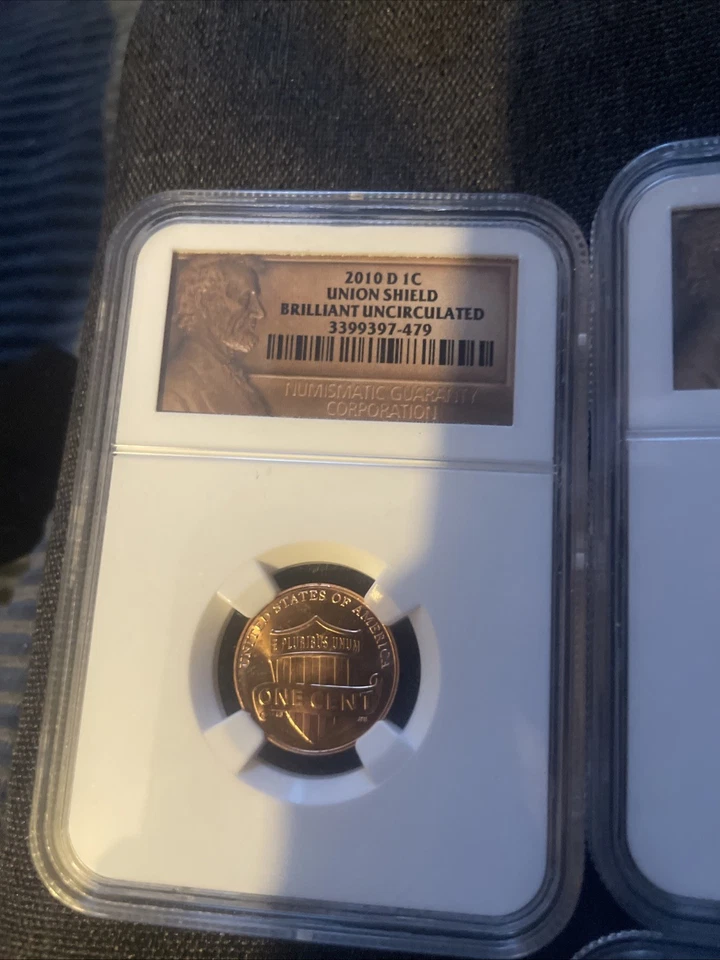 2010 D 1C
UNION SHIELD
BRILLIANT UNCIRCULATED
3399397-479
NUMISMATIC GUARANTY
CORPORATION
UNITED STATES OF AMERICA
E PLURIBUS UNUM
ONE CENT